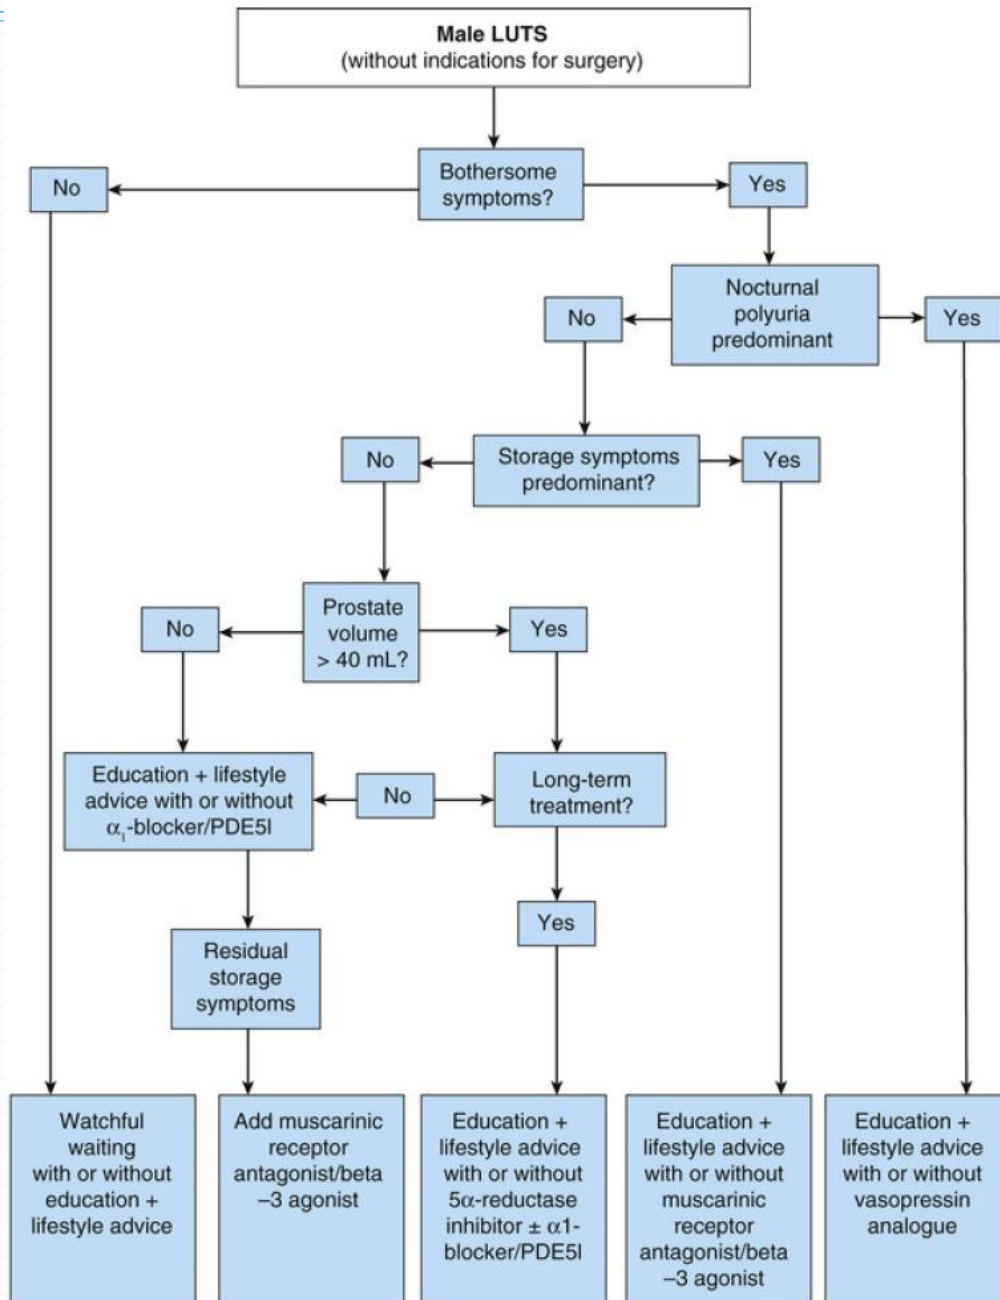 Male LUTS
(without indications for surgery)
Bothersome
symptoms?
No
Yes
Nocturnal
polyuria
predominant
No
Yes
Storage symptoms
predominant?
No
Yes
Prostate
volume
> 40 mL?
No
Yes
Education + lifestyle
advice with or without
α₁-blocker/PDE5I
No
Long-term
treatment?
Yes
Residual
storage
symptoms
Watchful
waiting
with or without
education +
lifestyle advice
Add muscarinic
receptor
antagonist/beta
–3 agonist
Education +
lifestyle advice
with or without
5α-reductase
inhibitor ± α1-
blocker/PDE5I
Education +
lifestyle advice
with or without
muscarinic
receptor
antagonist/beta
–3 agonist
Education +
lifestyle advice
with or without
vasopressin
analogue